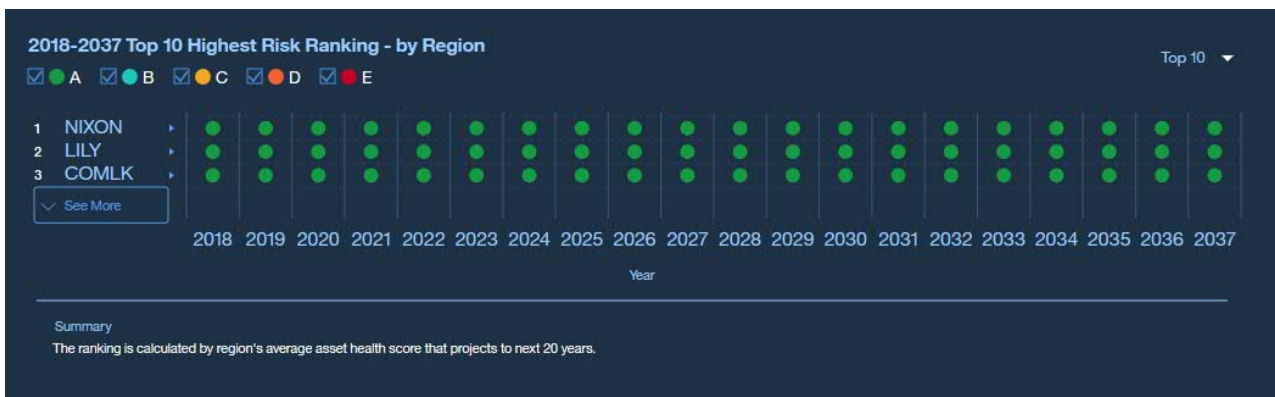 2018-2037 Top 10 Highest Risk Ranking - by Region
Top 10
A B C D E
1 NIXON
2 LILY
3 COMLK
See More
2018 2019 2020 2021 2022 2023 2024 2025 2026 2027 2028 2029 2030 2031 2032 2033 2034 2035 2036 2037
Year
Summary
The ranking is calculated by region's average asset health score that projects to next 20 years.